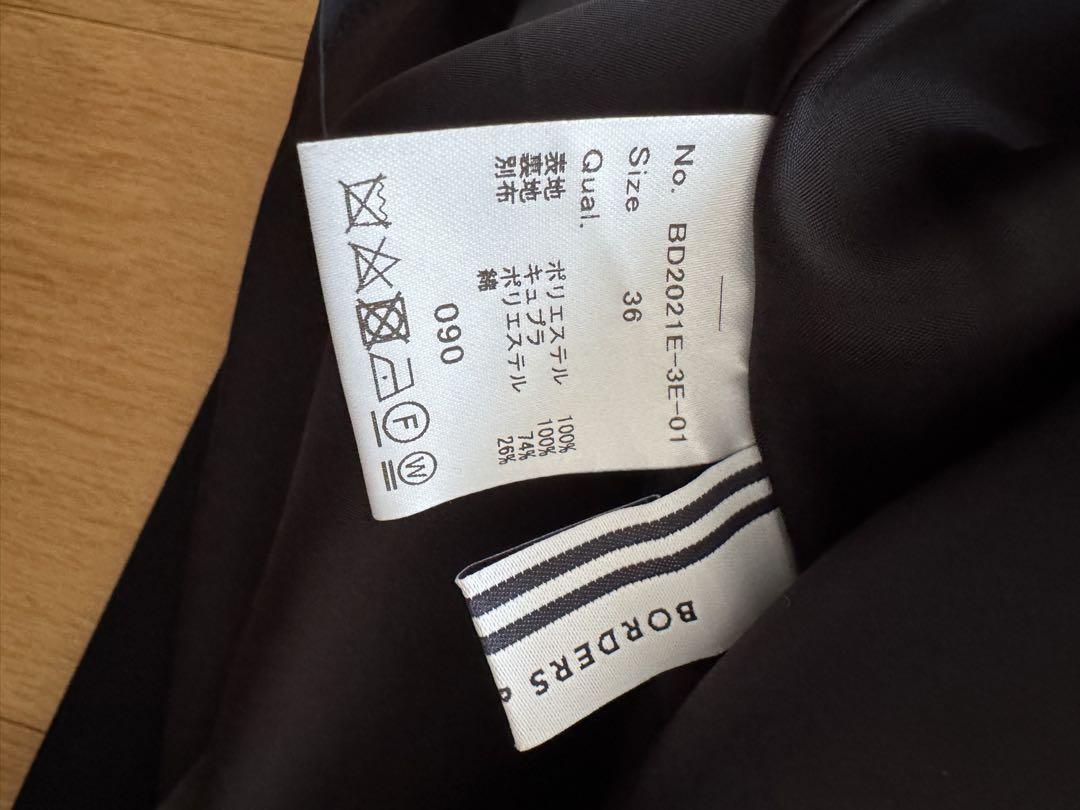 No. BD2021E-3E-01
Size 36
Qual.
表地 ポリエステル 100%
裏地 キュプラ 100%
別布 ポリエステル 74%
綿 26%
090
F
W
BORDERS